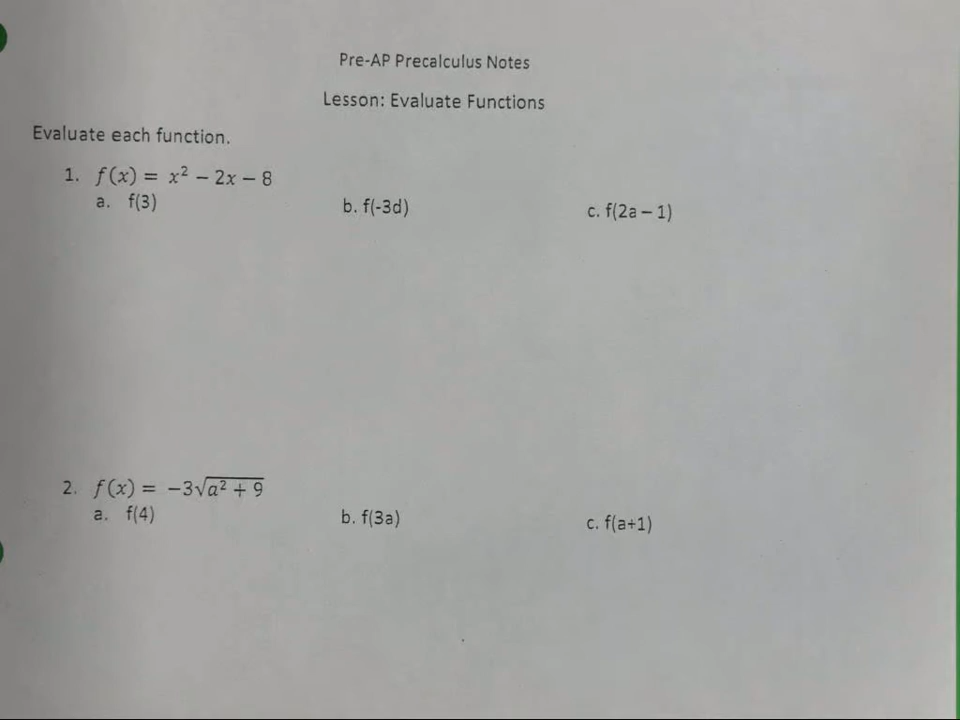 Pre-AP Precalculus Notes
Lesson: Evaluate Functions
Evaluate each function.
1. f(x) = x² − 2x − 8
a. f(3) b. f(-3d) c. f(2a – 1)
2. f(x) = −3√(a² + 9)
a. f(4) b. f(3a) c. f(a+1)